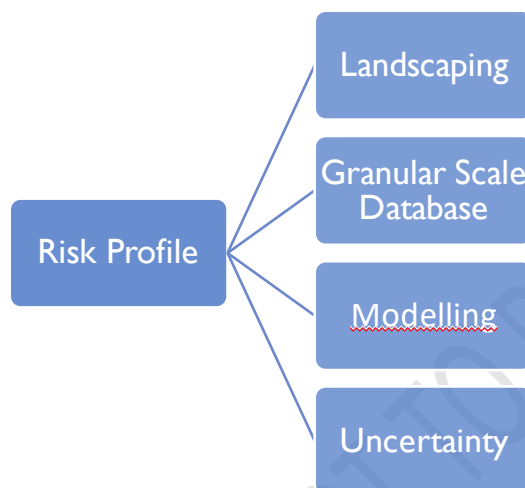 Landscaping
Granular Scale
Database
Risk Profile
Modelling
Uncertainty